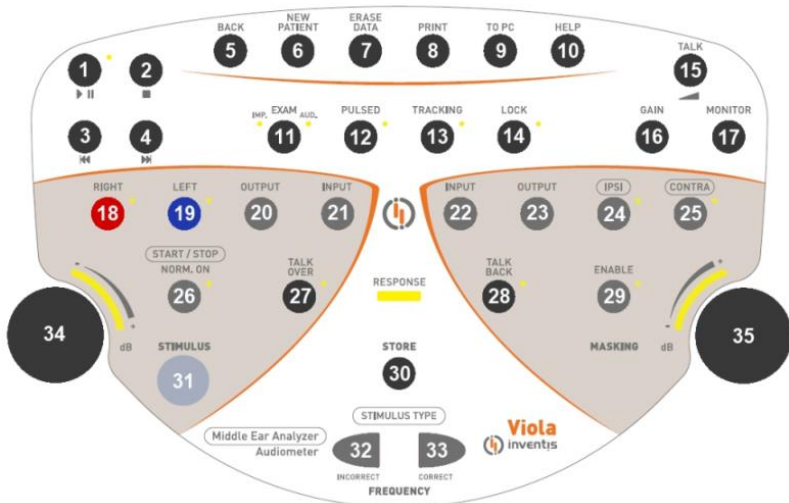 BACK
5
NEW
PATIENT
6
ERASE
DATA
7
PRINT
8
TO PC
9
HELP
10
1
2
3
4
TALK
15
IMP. EXAM AUD.
11
PULSED
12
TRACKING
13
LOCK
14
GAIN
16
MONITOR
17
RIGHT
18
LEFT
19
OUTPUT
20
INPUT
21
INPUT
22
OUTPUT
23
IPSI
24
CONTRA
25
START / STOP
NORM. ON
26
TALK
OVER
27
RESPONSE
TALK
BACK
28
ENABLE
29
- +
34
dB
STIMULUS
31
STORE
30
MASKING
+ -
dB
35
STIMULUS TYPE
Middle Ear Analyzer
Audiometer
32
INCORRECT
33
CORRECT
FREQUENCY
Viola
inventis